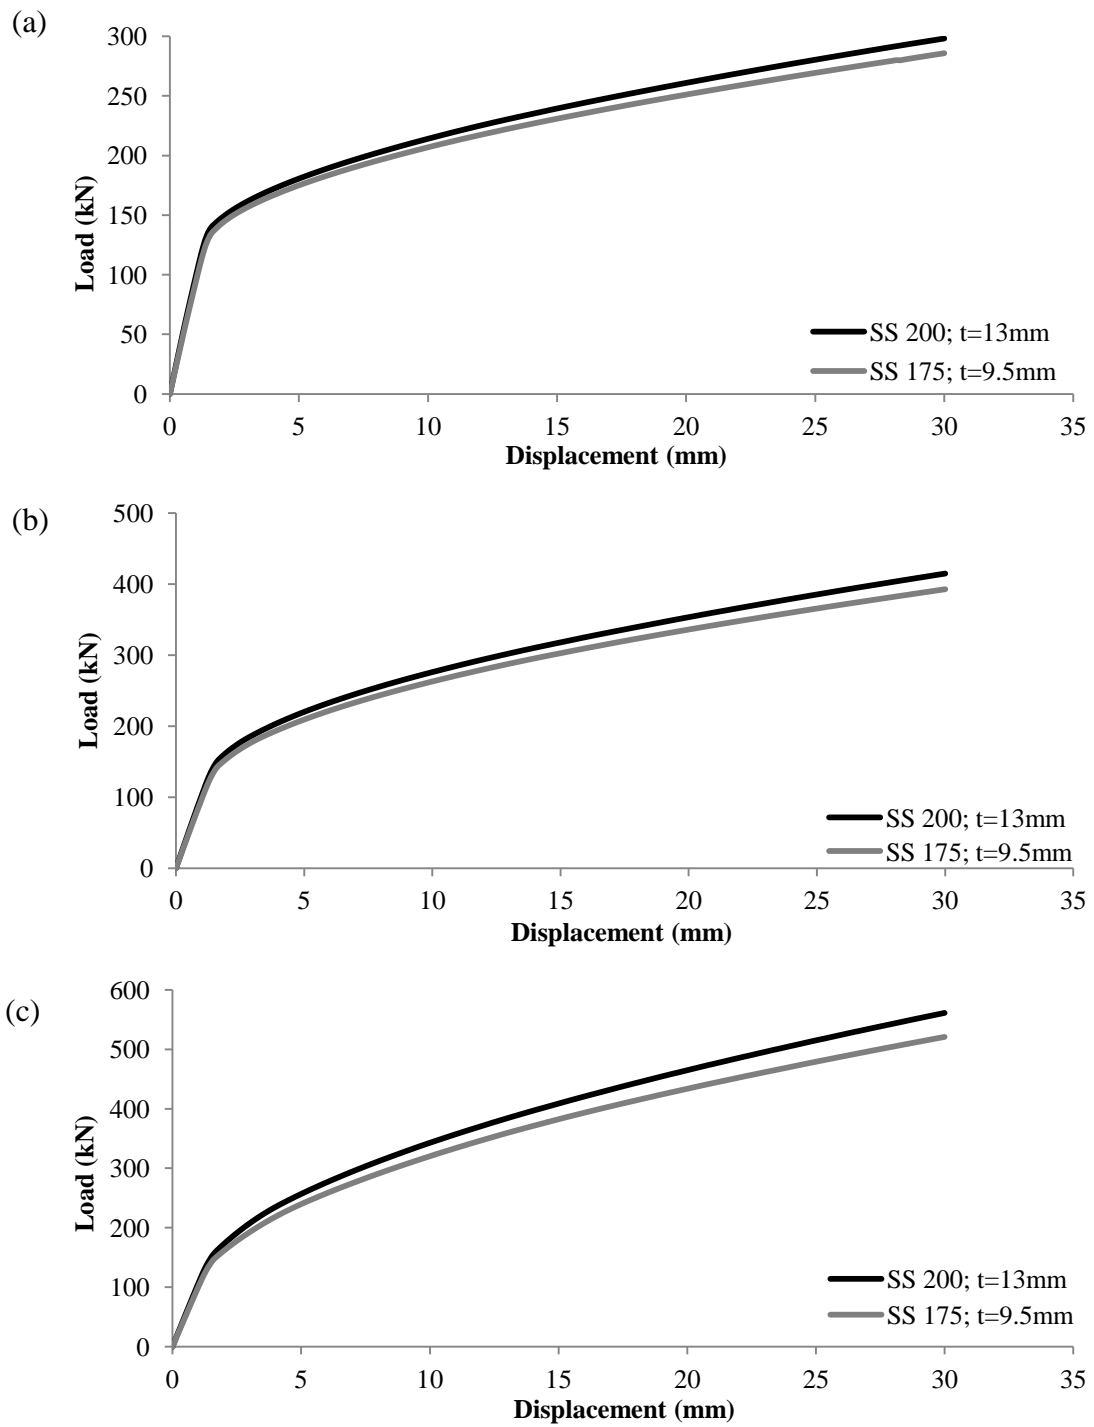 (a)
300
250
200
150
100
50
0
Load (kN)
SS 200; t=13mm
SS 175; t=9.5mm
0 5 10 15 20 25 30 35
Displacement (mm)
(b)
500
400
300
200
100
0
Load (kN)
SS 200; t=13mm
SS 175; t=9.5mm
0 5 10 15 20 25 30 35
Displacement (mm)
(c)
600
500
400
300
200
100
0
Load (kN)
SS 200; t=13mm
SS 175; t=9.5mm
0 5 10 15 20 25 30 35
Displacement (mm)